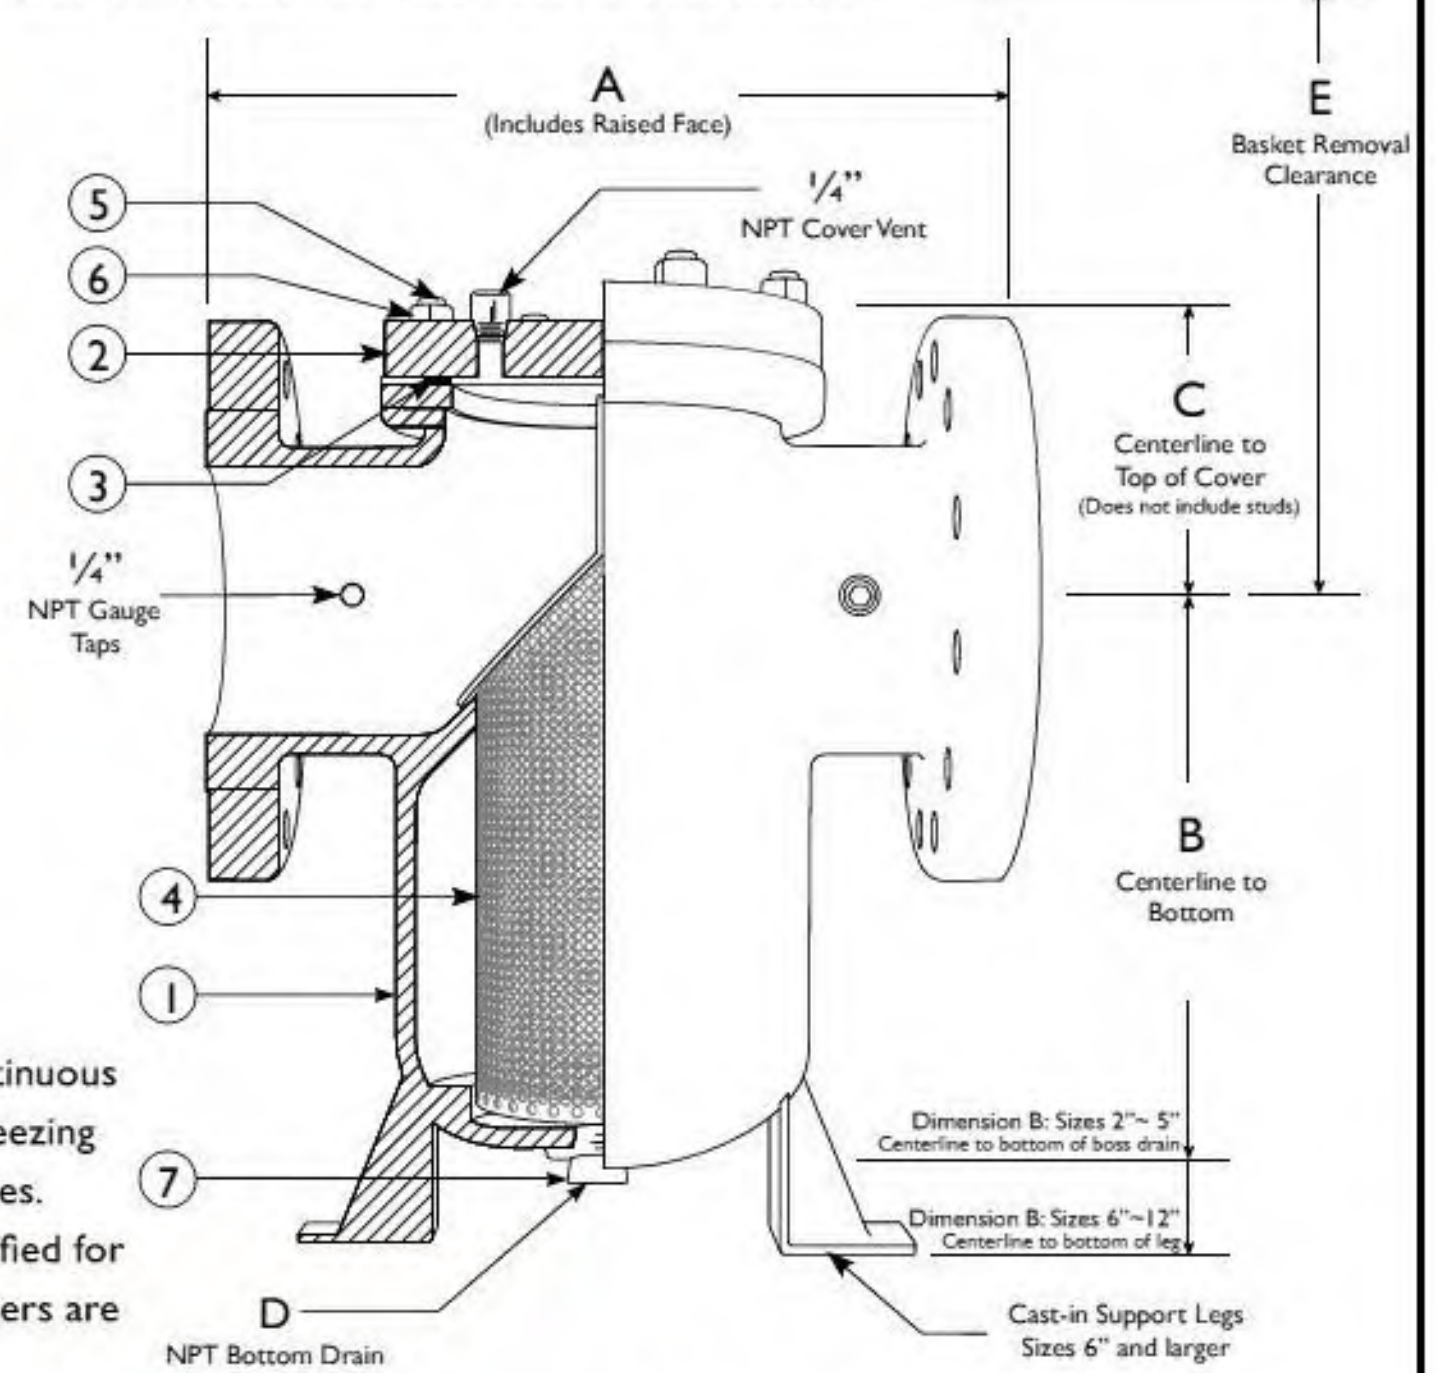 A
(Includes Raised Face)
E
Basket Removal
Clearance
5
1/4”
NPT Cover Vent
6
2
C
Centerline to
Top of Cover
(Does not include studs)
3
1/4”
NPT Gauge
Taps
B
Centerline to
Bottom
4
1
tinuous
eezing
es.
fied for
ers are
Dimension B: Sizes 2”~ 5”
Centerline to bottom of boss drain
7
Dimension B: Sizes 6”~12”
Centerline to bottom of leg
D
NPT Bottom Drain
Cast-in Support Legs
Sizes 6” and larger